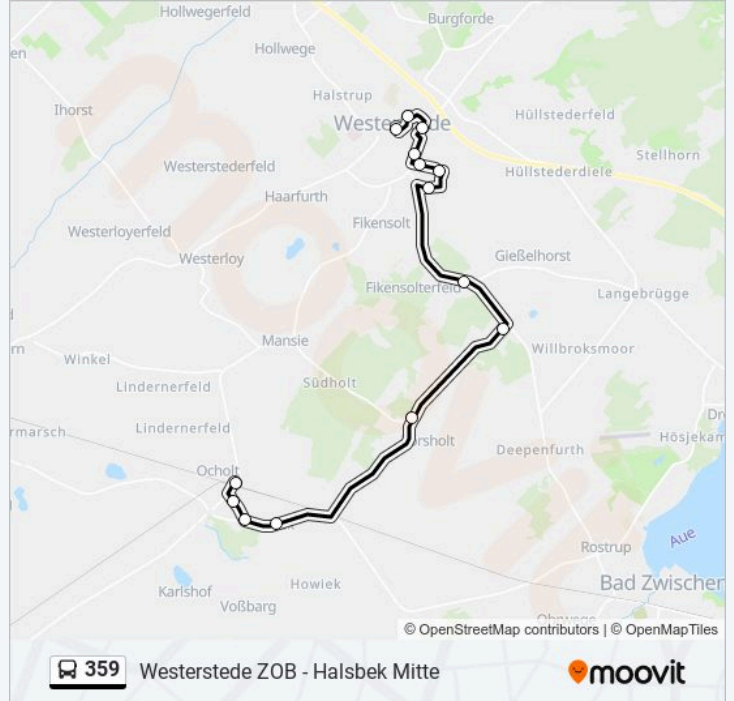 Hollwegerfeld
Burgforde
en
Hollwege
Halstrup
Ihorst
Hüllstederfeld
Stellhorn
Westerstederfeld
Hüllstederdiele
Haarfurth
Fikensolt
Westerloyerfeld
Westerloy
Gießelhorst
Fikensolterfeld
Langebrügge
m
Mansie
Willbroksmoor
Winkel
Südholt
Lindernerfeld
rmarsch
Lindernerfeld
Hösjekam
Deepenfurth
Ocholt
Aue
Rostrup
Bad Zwischen
Karlshof
Howiek
Voßbarg
© OpenStreetMap contributors | © OpenMapTiles
359 Westerstede ZOB - Halsbek Mitte
moovit